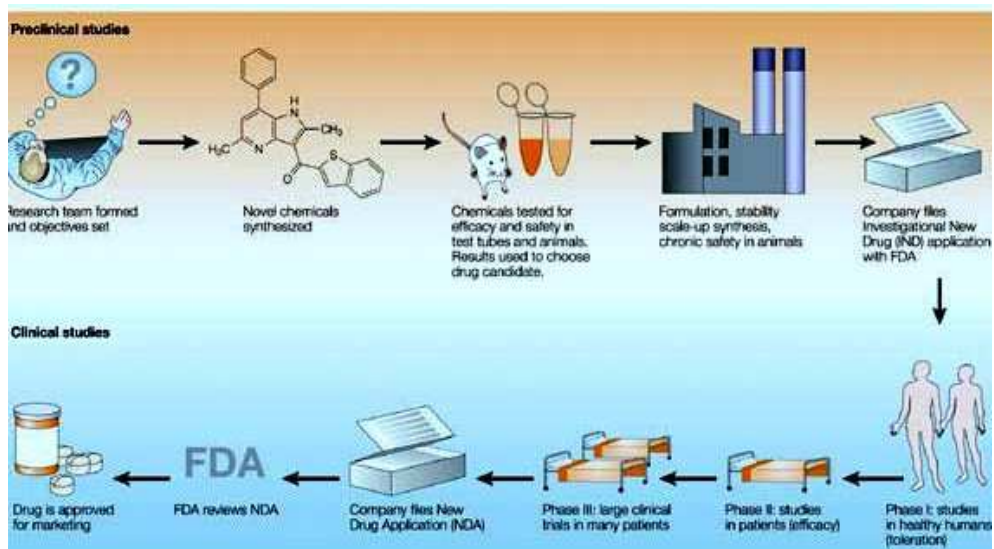 Preclinical studies
?
H
N
CH₃
H₃C
N
S
O
Research team formed
and objectives set
Novel chemicals
synthesized
Chemicals tested for
efficacy and safety in
test tubes and animals.
Results used to choose
drug candidate.
Formulation, stability
scale-up synthesis,
chronic safety in animals
Company files
Investigational New
Drug (IND) application
with FDA
Clinical studies
Drug is approved
for marketing
FDA
FDA reviews NDA
Company files New
Drug Application (NDA)
Phase III: large clinical
trials in many patients
Phase II: studies
in patients (efficacy)
Phase I: studies
in healthy humans
(toleration)